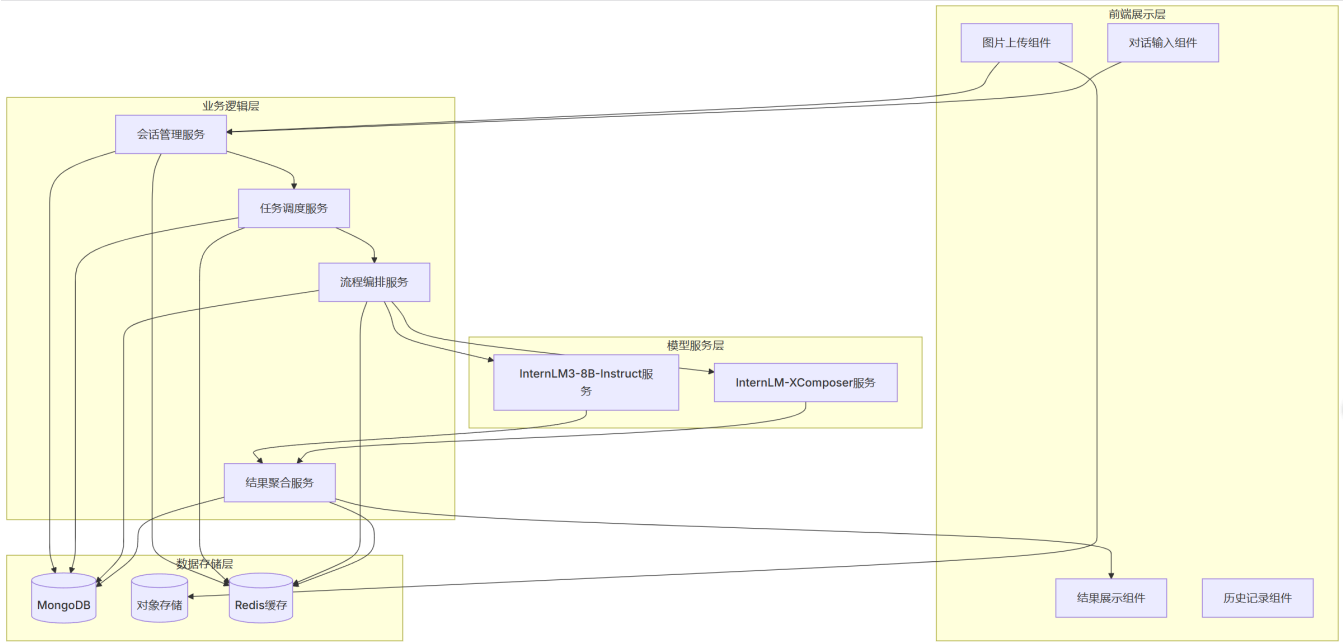 前端展示层
图片上传组件
对话输入组件
业务逻辑层
会话管理服务
任务调度服务
流程编排服务
模型服务层
InternLM3-8B-Instruct服
务
InternLM-XComposer服务
结果聚合服务
数据存储层
MongoDB
对象存储
Redis缓存
结果展示组件
历史记录组件